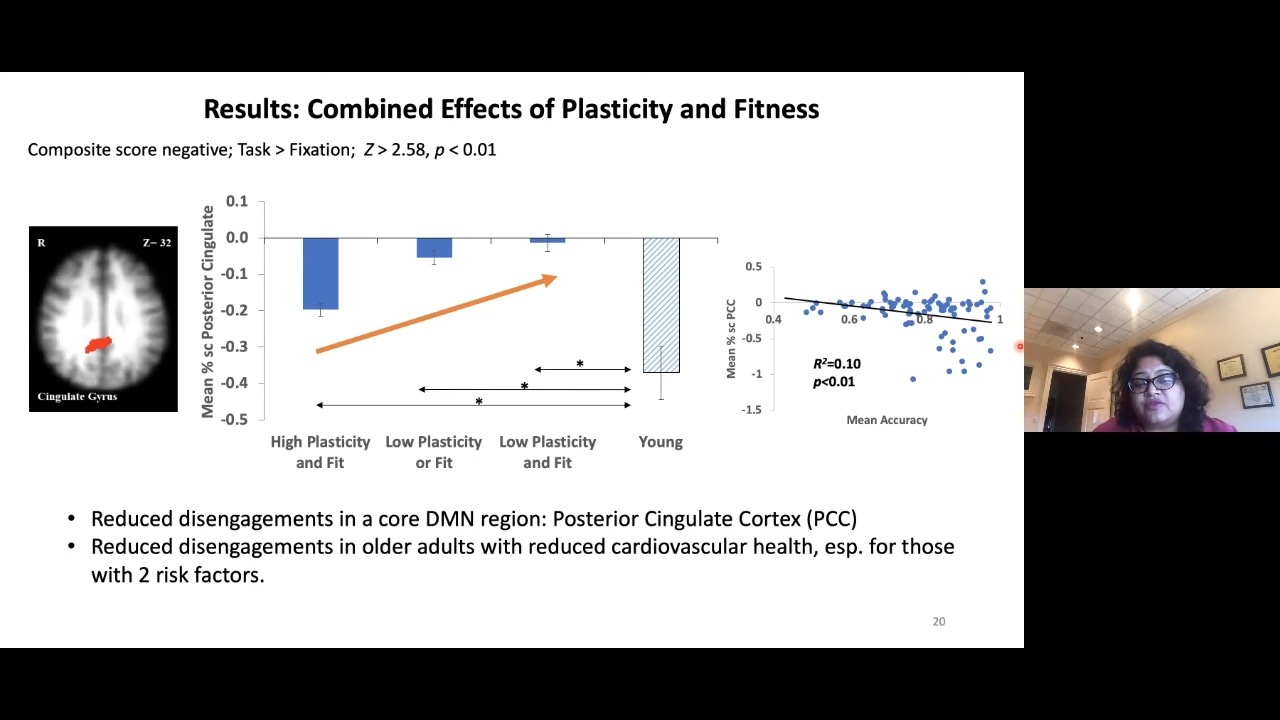 Results: Combined Effects of Plasticity and Fitness
Composite score negative; Task > Fixation; Z > 2.58, p < 0.01
R
Z= 32
Cingulate Gyrus
Mean % sc Posterior Cingulate
0.1
0.0
-0.1
-0.2
-0.3
-0.4
-0.5
*
*
*
High Plasticity
and Fit
Low Plasticity
or Fit
Low Plasticity
and Fit
Young
Mean % sc PCC
0.5
0
-0.5
-1
-1.5
0.4
0.6
0.8
1
R²=0.10
p<0.01
Mean Accuracy
• Reduced disengagements in a core DMN region: Posterior Cingulate Cortex (PCC)
• Reduced disengagements in older adults with reduced cardiovascular health, esp. for those
with 2 risk factors.
20